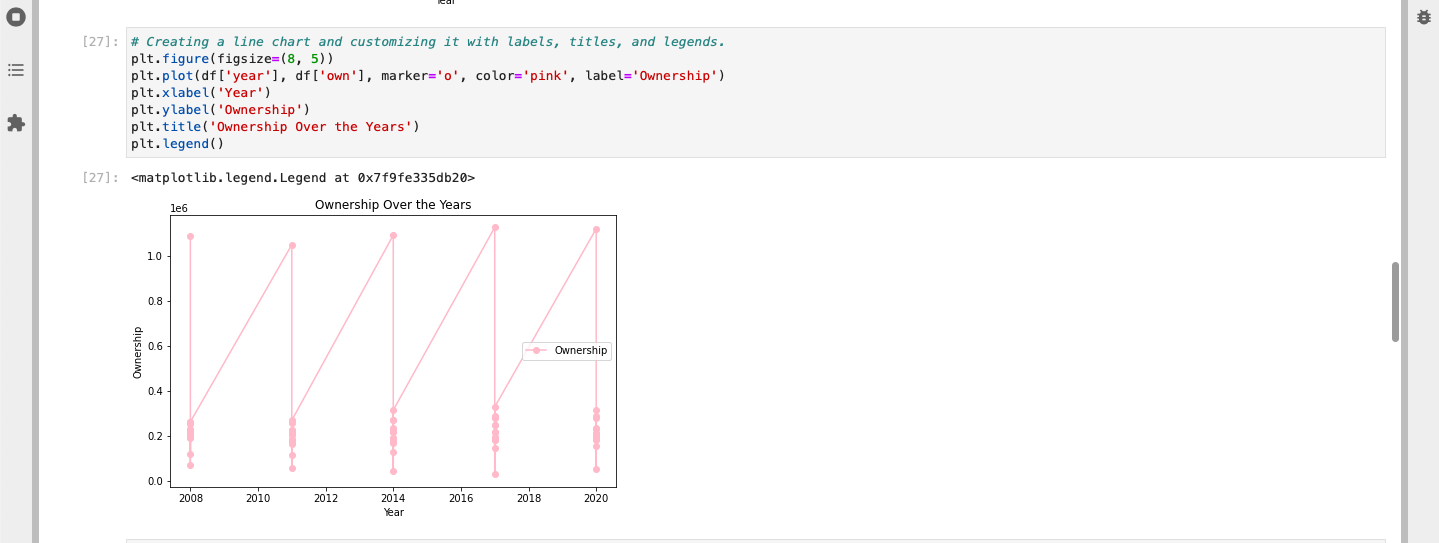 Year
[27]: # Creating a line chart and customizing it with labels, titles, and legends.
plt.figure(figsize=(8, 5))
plt.plot(df['year'], df['own'], marker='o', color='pink', label='Ownership')
plt.xlabel('Year')
plt.ylabel('Ownership')
plt.title('Ownership Over the Years')
plt.legend()
[27]: <matplotlib.legend.Legend at 0x7f9fe335db20>
Ownership Over the Years
1e6
1.0
0.8
0.6
0.4
0.2
0.0
Ownership
Ownership
2008 2010 2012 2014 2016 2018 2020
Year